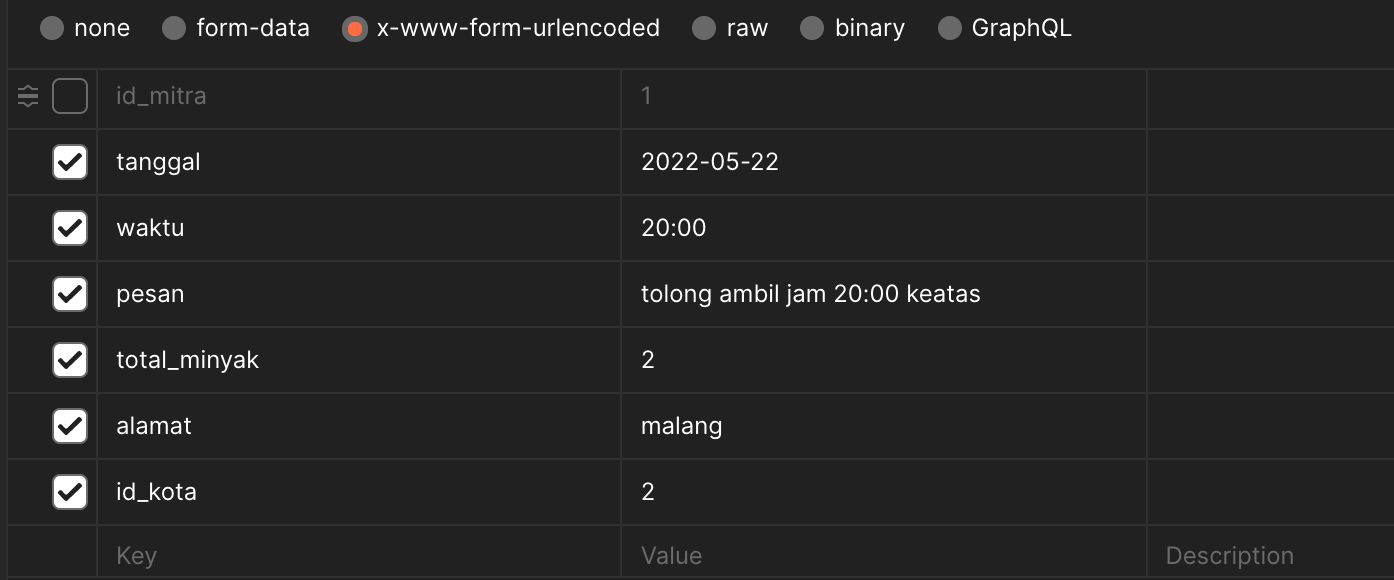 none form-data x-www-form-urlencoded raw binary GraphQL
id_mitra 1
tanggal 2022-05-22
waktu 20:00
pesan tolong ambil jam 20:00 keatas
total_minyak 2
alamat malang
id_kota 2
Key Value Description